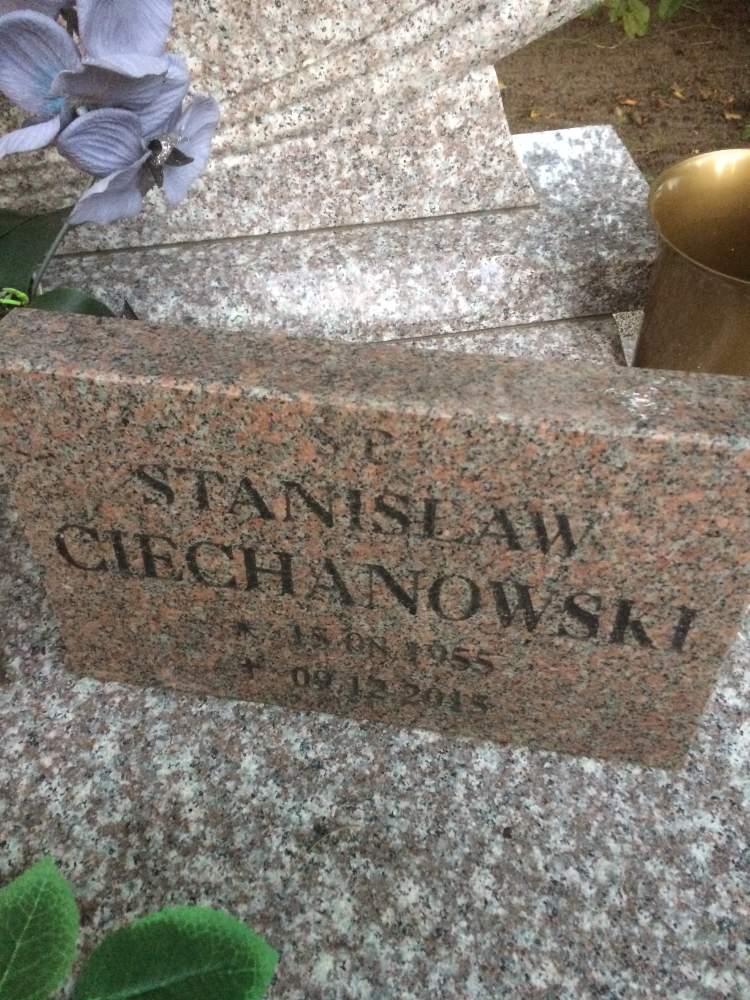 Ś P
STANISŁAW
CIECHANOWSKI
* 15.08.1955
+ 09.12.2015